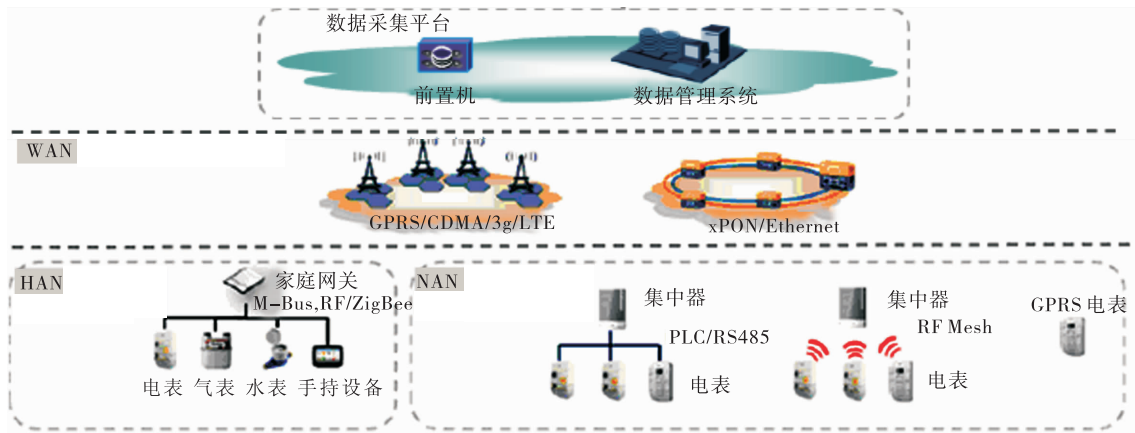 数据采集平台
前置机
数据管理系统
WAN
GPRS/CDMA/3g/LTE
xPON/Ethernet
HAN
家庭网关
M-Bus,RF/ZigBee
电表
气表
水表
手持设备
NAN
集中器
PLC/RS485
电表
集中器
RF Mesh
电表
GPRS电表